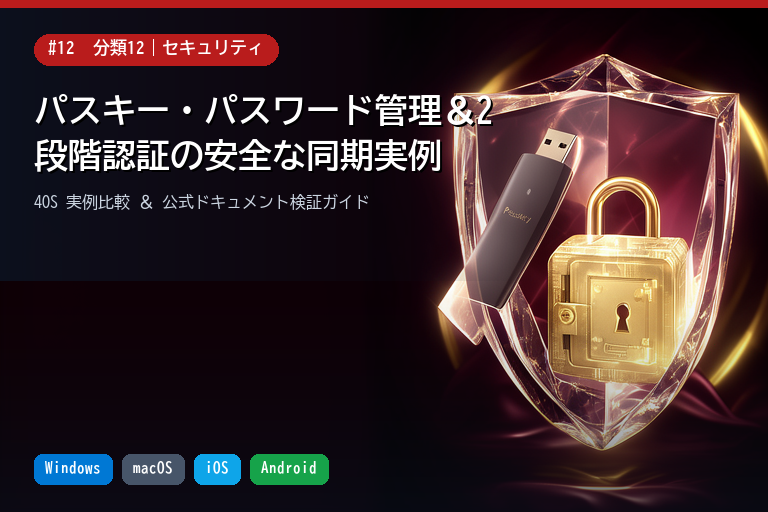 #12 分類12｜セキュリティ
パスキー・パスワード管理＆2
段階認証の安全な同期実例
4OS 実例比較 ＆ 公式ドキュメント検証ガイド
Windows macOS iOS Android